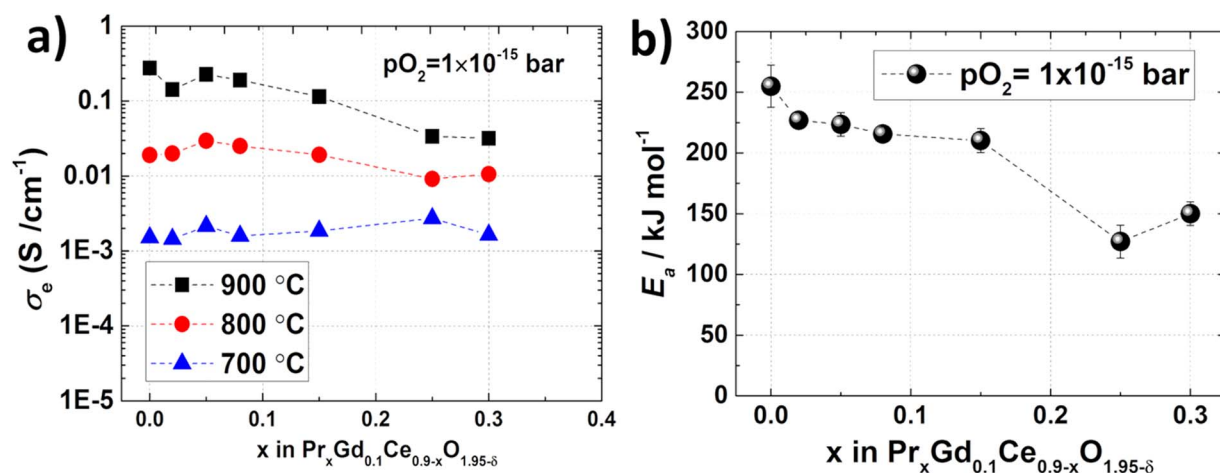 a)
pO₂=1×10⁻¹⁵ bar
1
0.1
0.01
1E-3
1E-4
1E-5
σₑ (S /cm⁻¹)
900 °C
800 °C
700 °C
0.0 0.1 0.2 0.3 0.4
x in PrₓGd₀.₁Ce₀.₉₋ₓO₁.₉₅₋δ
b)
pO₂= 1x10⁻¹⁵ bar
300
250
200
150
100
50
0
Eₐ / kJ mol⁻¹
0.0 0.1 0.2 0.3
x in PrₓGd₀.₁Ce₀.₉₋ₓO₁.₉₅₋δ